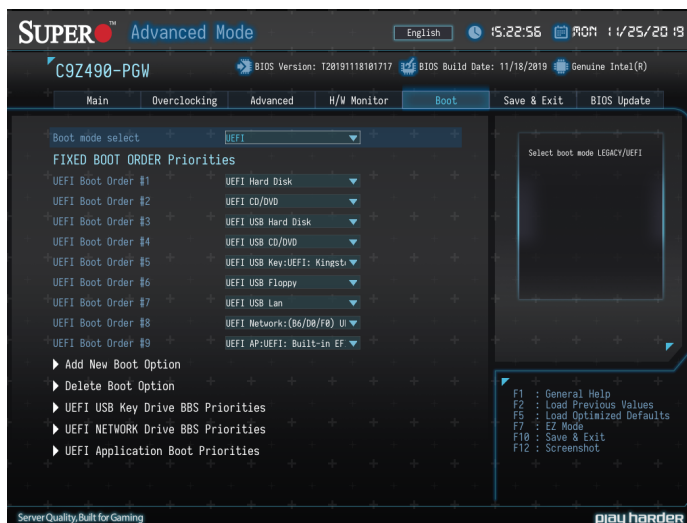 SUPER™ Advanced Mode
English
15:22:56
MON 11/25/2019
C9Z490-PGW
BIOS Version: T20191118101717
BIOS Build Date: 11/18/2019
Genuine Intel(R)
Main Overclocking Advanced H/W Monitor Boot Save & Exit BIOS Update
Boot mode select UEFI
FIXED BOOT ORDER Priorities
UEFI Boot Order #1 UEFI Hard Disk
UEFI Boot Order #2 UEFI CD/DVD
UEFI Boot Order #3 UEFI USB Hard Disk
UEFI Boot Order #4 UEFI USB CD/DVD
UEFI Boot Order #5 UEFI USB Key:UEFI: Kingst
UEFI Boot Order #6 UEFI USB Floppy
UEFI Boot Order #7 UEFI USB Lan
UEFI Boot Order #8 UEFI Network:(B6/D0/F0) U
UEFI Boot Order #9 UEFI AP:UEFI: Built-in EF
Add New Boot Option
Delete Boot Option
UEFI USB Key Drive BBS Priorities
UEFI NETWORK Drive BBS Priorities
UEFI Application Boot Priorities
Select boot mode LEGACY/UEFI
F1 : General Help
F2 : Load Previous Values
F5 : Load Optimized Defaults
F7 : EZ Mode
F10 : Save & Exit
F12 : Screenshot
Server Quality, Built for Gaming
play harder